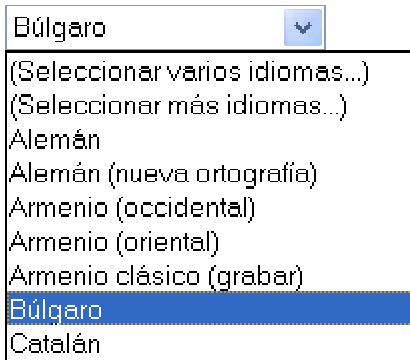 Búlgaro
(Seleccionar varios idiomas...)
(Seleccionar más idiomas...)
Alemán
Alemán (nueva ortografía)
Armenio (occidental)
Armenio (oriental)
Armenio clásico (grabar)
Búlgaro
Catalán